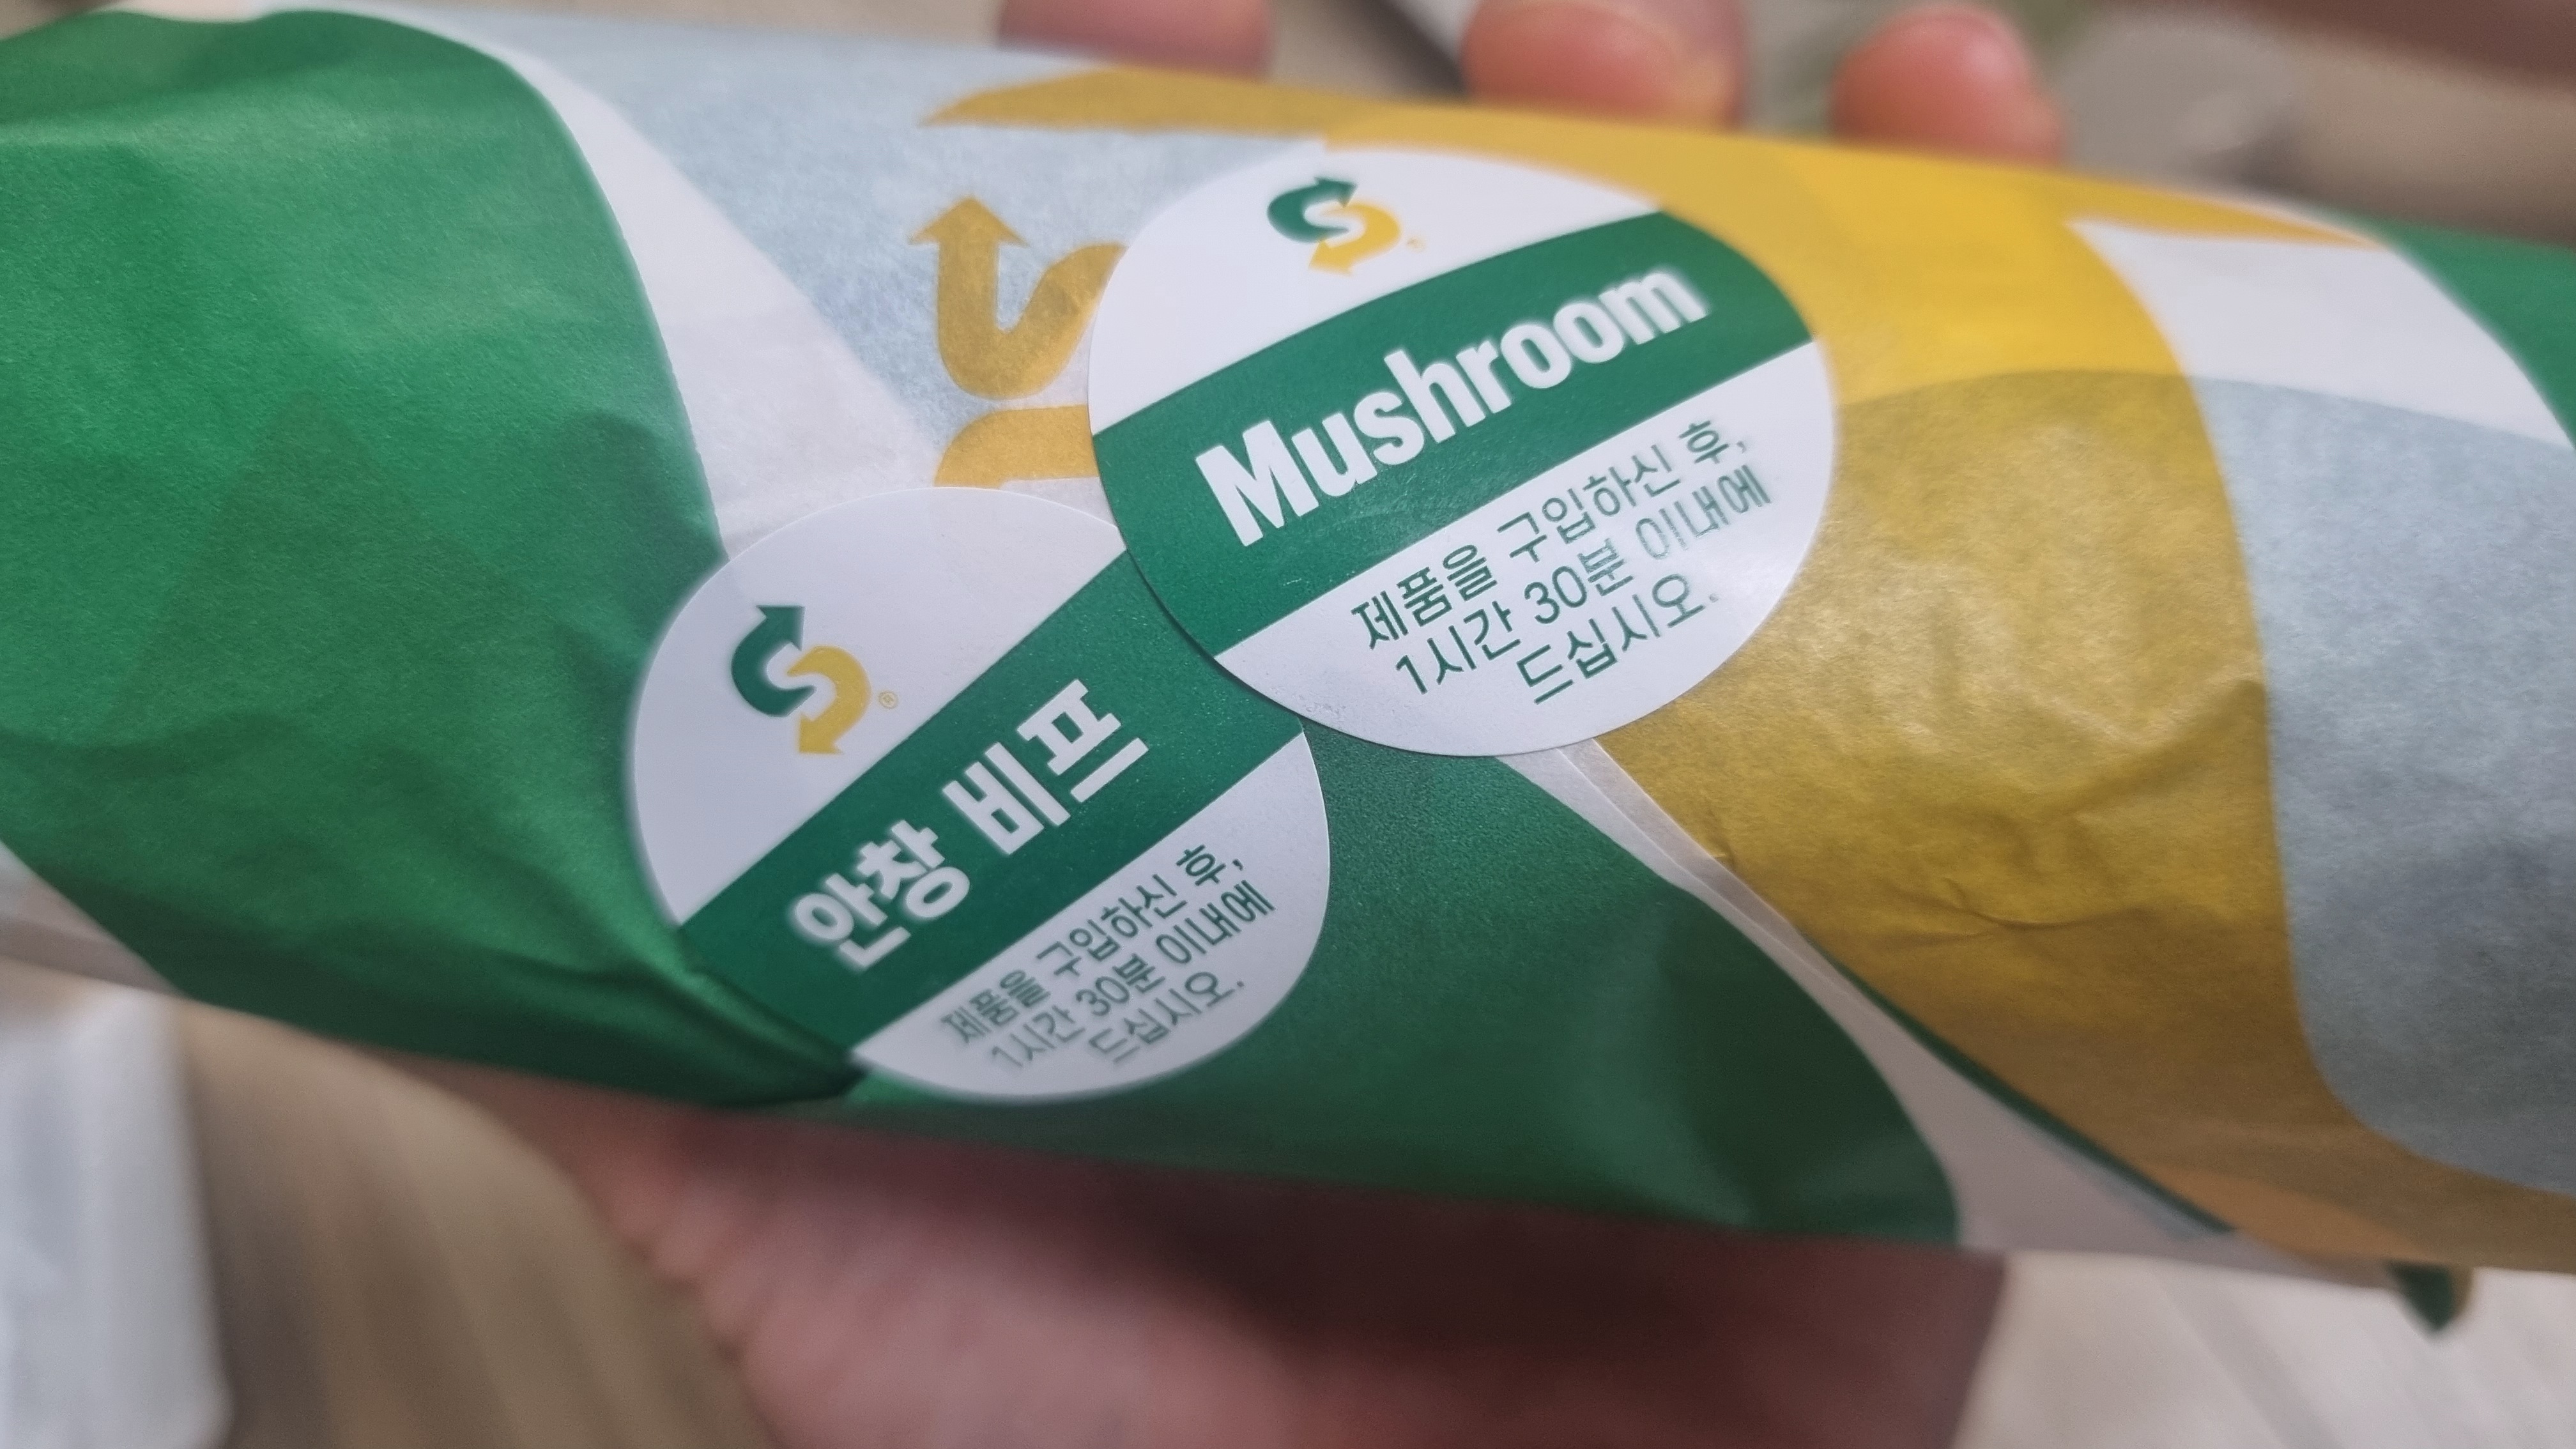 Mushroom
제품을 구입하신 후,
1시간 30분 이내에
드십시오.
안창 비프
제품을 구입하신 후,
1시간 30분 이내에
드십시오.